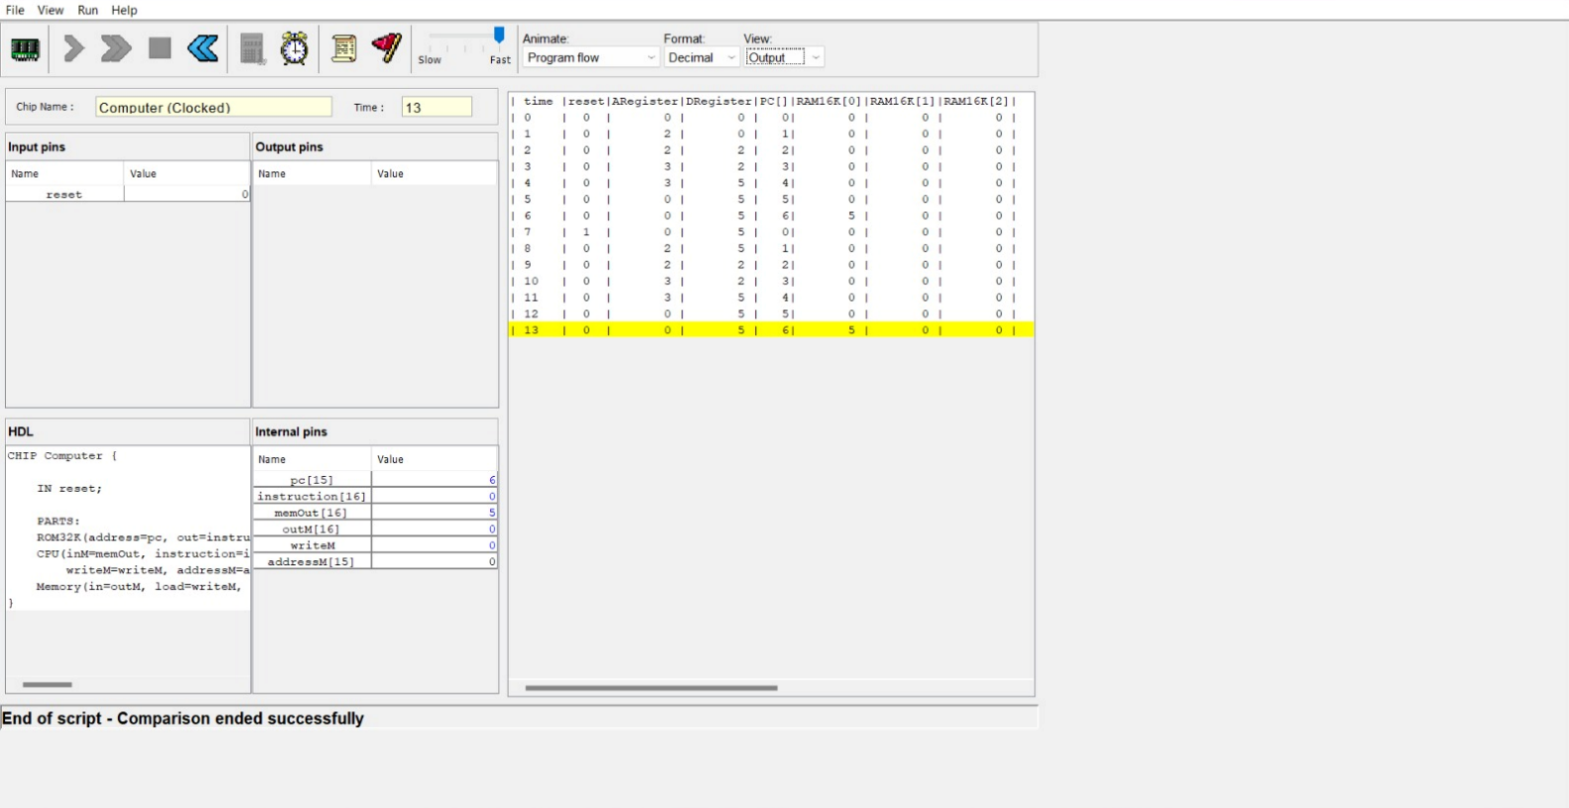 File View Run Help
Animate: Format: View:
Slow Fast Program flow Decimal Output
Chip Name : Computer (Clocked) Time : 13
Input pins Output pins
Name Value Name Value
reset 0
HDL Internal pins
CHIP Computer {
IN reset;
PARTS:
ROM32K(address=pc, out=instru
CPU(inM=memOut, instruction=i
writeM=writeM, addressM=a
Memory(in=outM, load=writeM,
}
Name Value
pc[15] 6
instruction[16] 0
memOut[16] 5
outM[16] 0
writeM 0
addressM[15] 0
| time |reset|ARegister|DRegister|PC[]|RAM16K[0]|RAM16K[1]|RAM16K[2]|
| 0 | 0 | 0 | 0 | 0| 0 | 0 | 0 |
| 1 | 0 | 2 | 0 | 1| 0 | 0 | 0 |
| 2 | 0 | 2 | 2 | 2| 0 | 0 | 0 |
| 3 | 0 | 3 | 2 | 3| 0 | 0 | 0 |
| 4 | 0 | 3 | 5 | 4| 0 | 0 | 0 |
| 5 | 0 | 0 | 5 | 5| 0 | 0 | 0 |
| 6 | 0 | 0 | 5 | 6| 5 | 0 | 0 |
| 7 | 1 | 0 | 5 | 0| 0 | 0 | 0 |
| 8 | 0 | 2 | 5 | 1| 0 | 0 | 0 |
| 9 | 0 | 2 | 2 | 2| 0 | 0 | 0 |
| 10 | 0 | 3 | 2 | 3| 0 | 0 | 0 |
| 11 | 0 | 3 | 5 | 4| 0 | 0 | 0 |
| 12 | 0 | 0 | 5 | 5| 0 | 0 | 0 |
| 13 | 0 | 0 | 5 | 6| 5 | 0 | 0 |
End of script - Comparison ended successfully